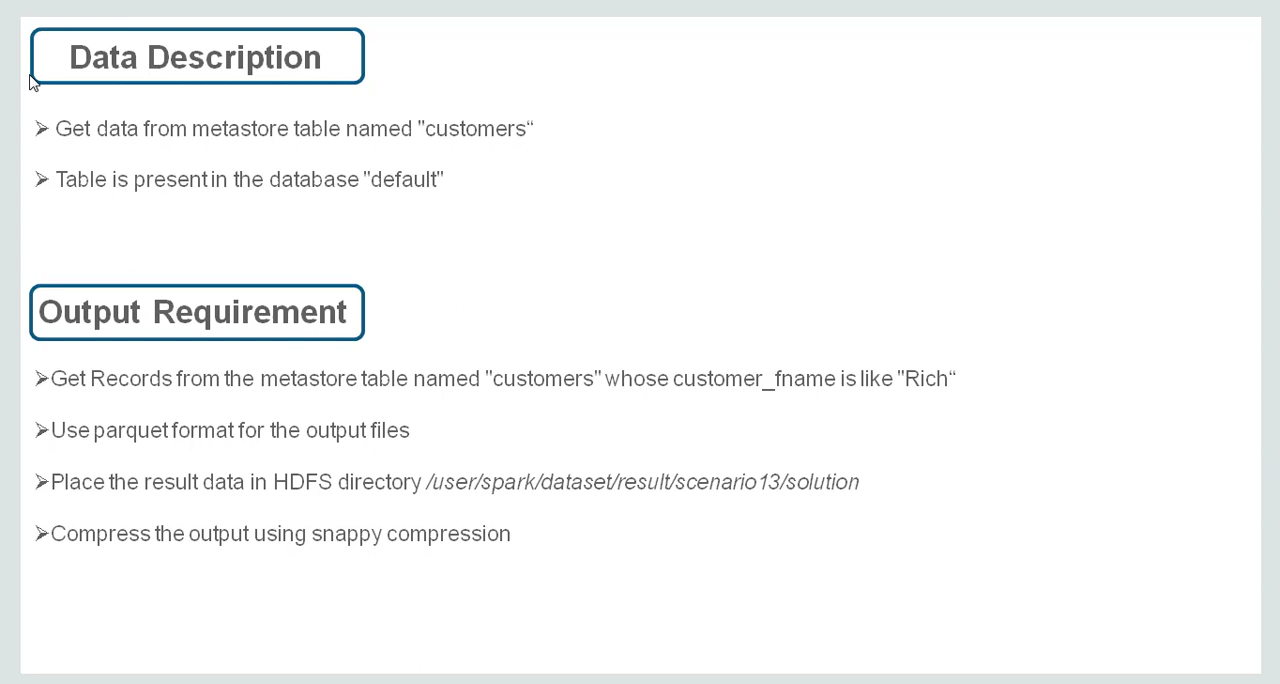 Data Description
➢ Get data from metastore table named "customers“
➢ Table is present in the database "default"
Output Requirement
➢Get Records from the metastore table named "customers" whose customer_fname is like "Rich“
➢Use parquet format for the output files
➢Place the result data in HDFS directory /user/spark/dataset/result/scenario13/solution
➢Compress the output using snappy compression